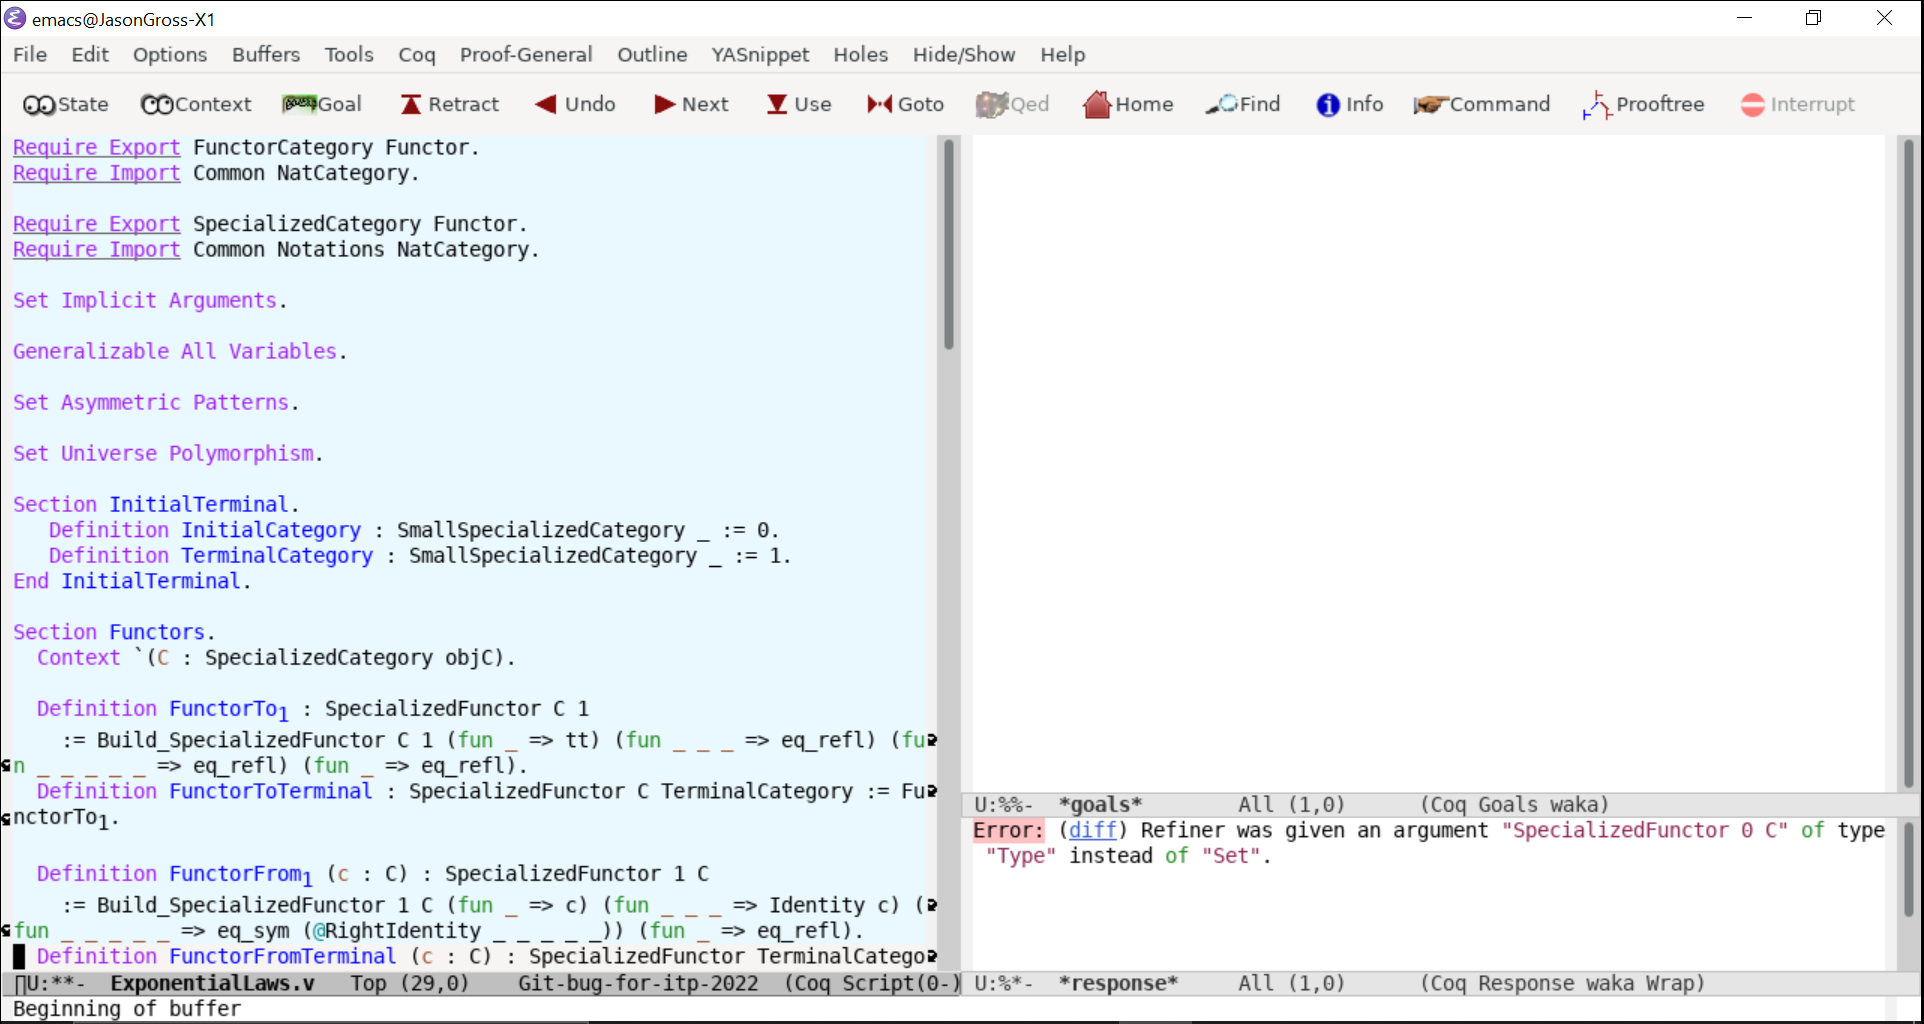 emacs@JasonGross-X1
File Edit Options Buffers Tools Coq Proof-General Outline YASnippet Holes Hide/Show Help
State Context Goal Retract Undo Next Use Goto Qed Home Find Info Command Prooftree Interrupt
Require Export FunctorCategory Functor.
Require Import Common NatCategory.
Require Export SpecializedCategory Functor.
Require Import Common Notations NatCategory.
Set Implicit Arguments.
Generalizable All Variables.
Set Asymmetric Patterns.
Set Universe Polymorphism.
Section InitialTerminal.
Definition InitialCategory : SmallSpecializedCategory _ := 0.
Definition TerminalCategory : SmallSpecializedCategory _ := 1.
End InitialTerminal.
Section Functors.
Context `(C : SpecializedCategory objC).
Definition FunctorTo₁ : SpecializedFunctor C 1
:= Build_SpecializedFunctor C 1 (fun _ => tt) (fun _ _ _ => eq_refl) (fu
n _ _ _ _ _ => eq_refl) (fun _ => eq_refl).
Definition FunctorToTerminal : SpecializedFunctor C TerminalCategory := Fu
nctorTo₁.
Definition FunctorFrom₁ (c : C) : SpecializedFunctor 1 C
:= Build_SpecializedFunctor 1 C (fun _ => c) (fun _ _ _ => Identity c) (
fun _ _ _ _ _ => eq_sym (@RightIdentity _ _ _ _ _)) (fun _ => eq_refl).
Definition FunctorFromTerminal (c : C) : SpecializedFunctor TerminalCatego
U:**- ExponentialLaws.v Top (29,0) Git-bug-for-itp-2022 (Coq Script(0-)
Beginning of buffer
U:%%- *goals* All (1,0) (Coq Goals waka)
Error: (diff) Refiner was given an argument "SpecializedFunctor 0 C" of type
"Type" instead of "Set".
U:%*- *response* All (1,0) (Coq Response waka Wrap)